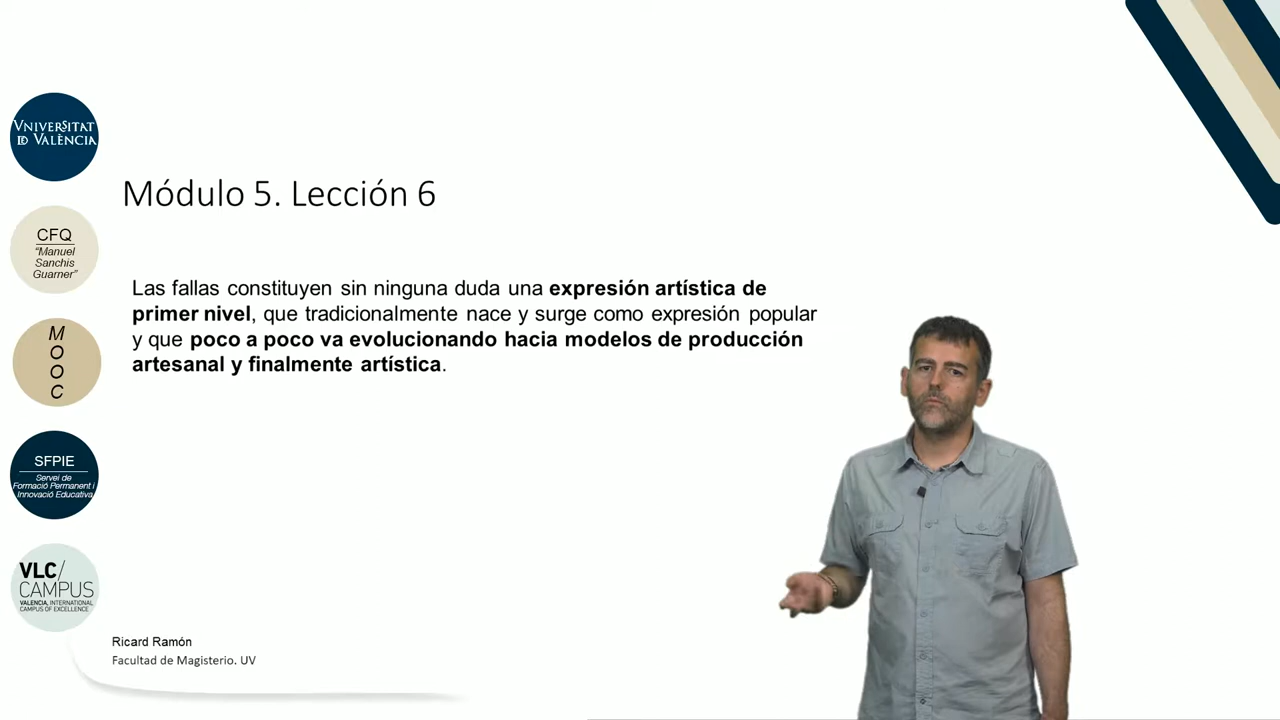 VNIVERSITAT
ID VALÈNCIA
CFQ
"Manuel
Sanchis
Guarner"
M
O
O
C
SFPIE
Servei de
Formació Permanent i
Innovació Educativa
VLC/
CAMPUS
VALENCIA, INTERNATIONAL
CAMPUS OF EXCELLENCE
Módulo 5. Lección 6
Las fallas constituyen sin ninguna duda una expresión artística de
primer nivel, que tradicionalmente nace y surge como expresión popular
y que poco a poco va evolucionando hacia modelos de producción
artesanal y finalmente artística.
Ricard Ramón
Facultad de Magisterio. UV